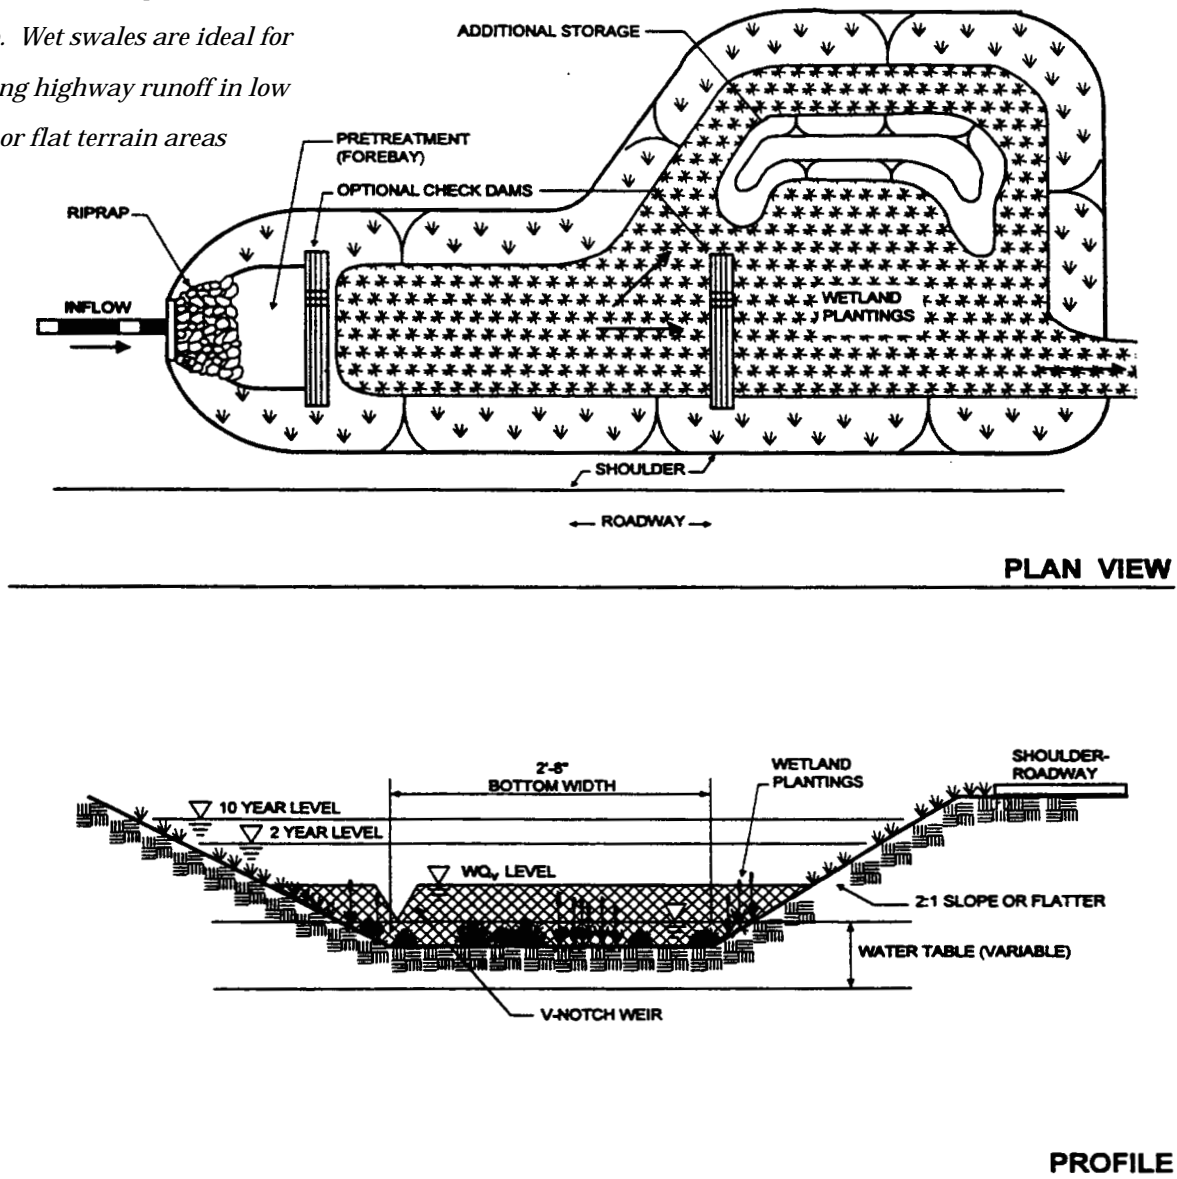 . Wet swales are ideal for
ng highway runoff in low
or flat terrain areas
ADDITIONAL STORAGE
PRETREATMENT
(FOREBAY)
OPTIONAL CHECK DAMS
RIPRAP
INFLOW
WETLAND
PLANTINGS
SHOULDER
ROADWAY
PLAN VIEW
SHOULDER-
ROADWAY
WETLAND
PLANTINGS
2'-8"
BOTTOM WIDTH
10 YEAR LEVEL
2 YEAR LEVEL
WQv LEVEL
2:1 SLOPE OR FLATTER
WATER TABLE (VARIABLE)
V-NOTCH WEIR
PROFILE